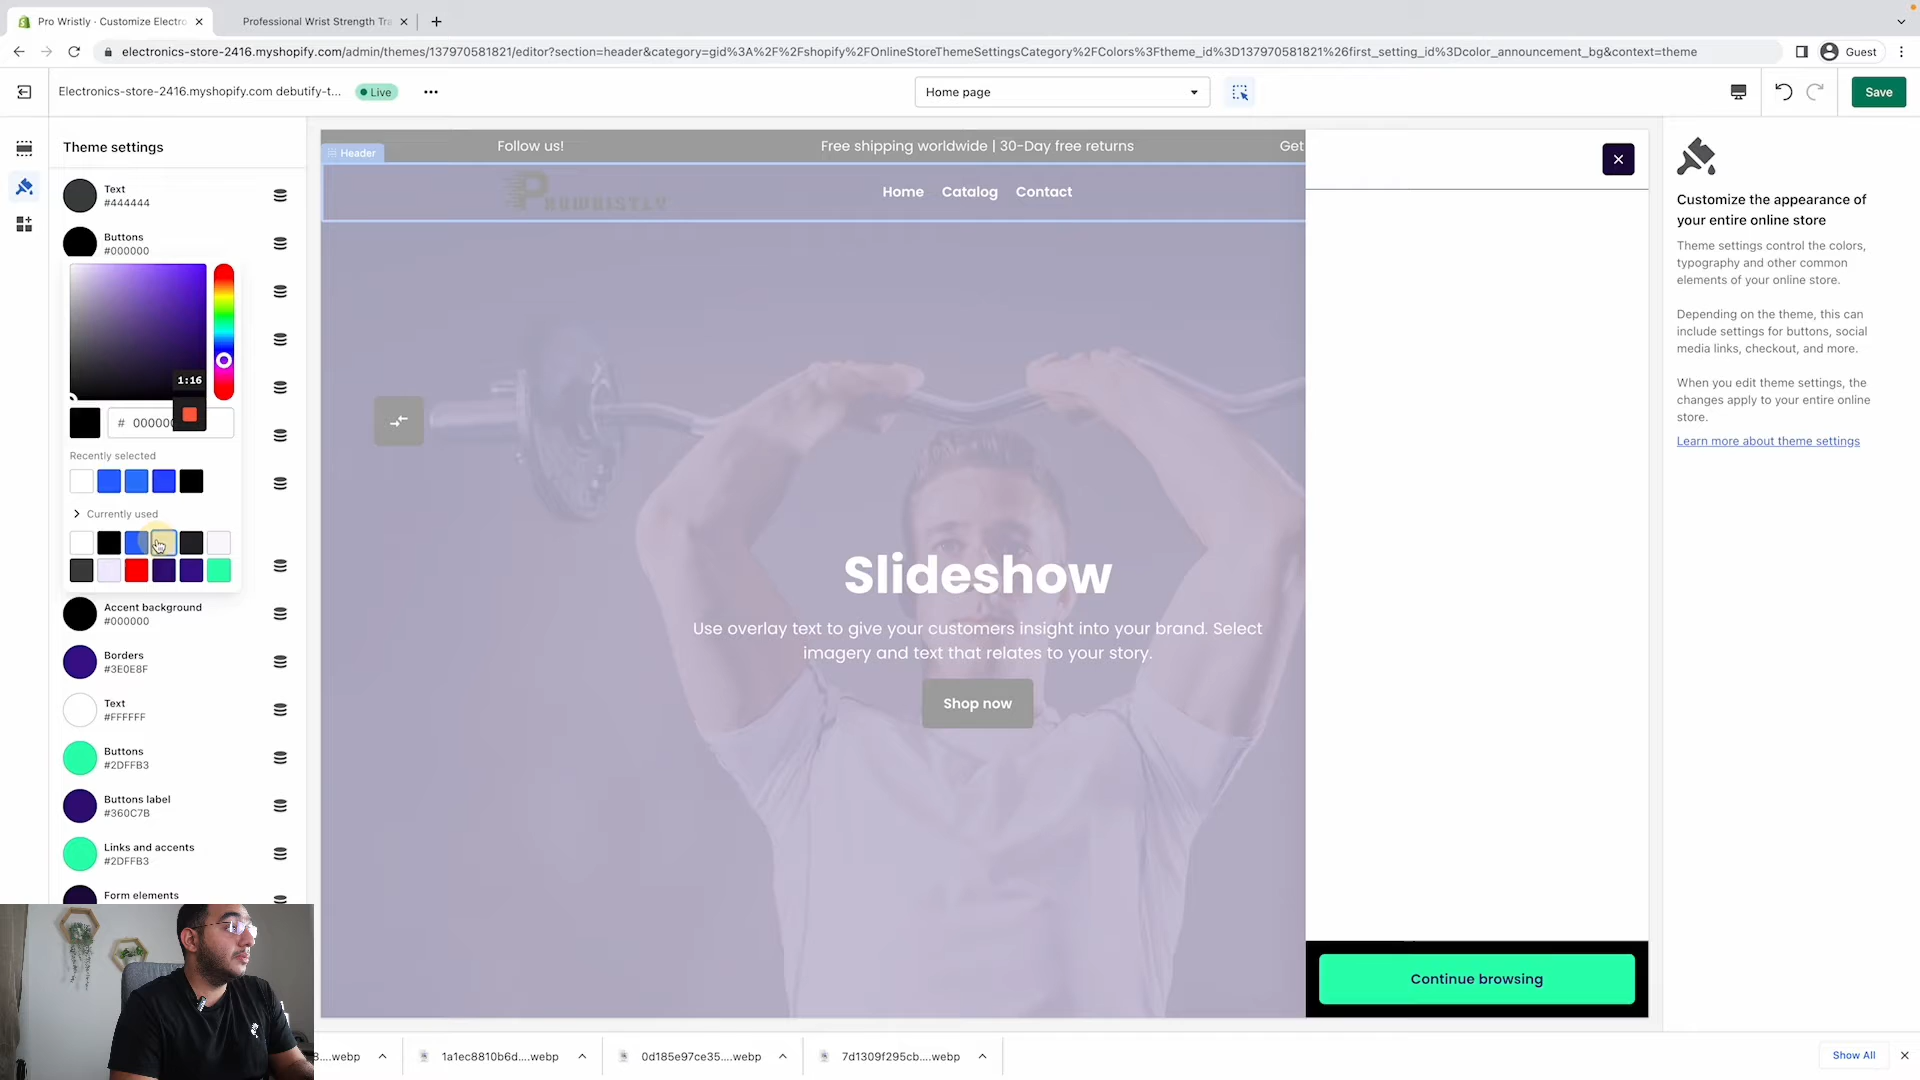 Pro Wristly · Customize Electro
Professional Wrist Strength Tra
electronics-store-2416.myshopify.com/admin/themes/137970581821/editor?section=header&category=gid%3A%2F%2Fshopify%2FOnlineStoreThemeSettingsCategory%2FColors%3Ftheme_id%3D137970581821%26first_setting_id%3Dcolor_announcement_bg&context=theme
Guest
Electronics-store-2416.myshopify.com debutify-t...
Live
Home page
Save
Theme settings
Text
#444444
Buttons
#000000
1:16
# 000000
Recently selected
Currently used
Accent background
#000000
Borders
#3E0E8F
Text
#FFFFFF
Buttons
#2DFFB3
Buttons label
#360C7B
Links and accents
#2DFFB3
Form elements
Follow us!
Free shipping worldwide | 30-Day free returns
Get
Header
PROWRISTLY
Home
Catalog
Contact
Slideshow
Use overlay text to give your customers insight into your brand. Select
imagery and text that relates to your story.
Shop now
Continue browsing
Customize the appearance of
your entire online store
Theme settings control the colors,
typography and other common
elements of your online store.
Depending on the theme, this can
include settings for buttons, social
media links, checkout, and more.
When you edit theme settings, the
changes apply to your entire online
store.
Learn more about theme settings
8....webp
1a1ec8810b6d....webp
0d185e97ce35....webp
7d1309f295cb....webp
Show All